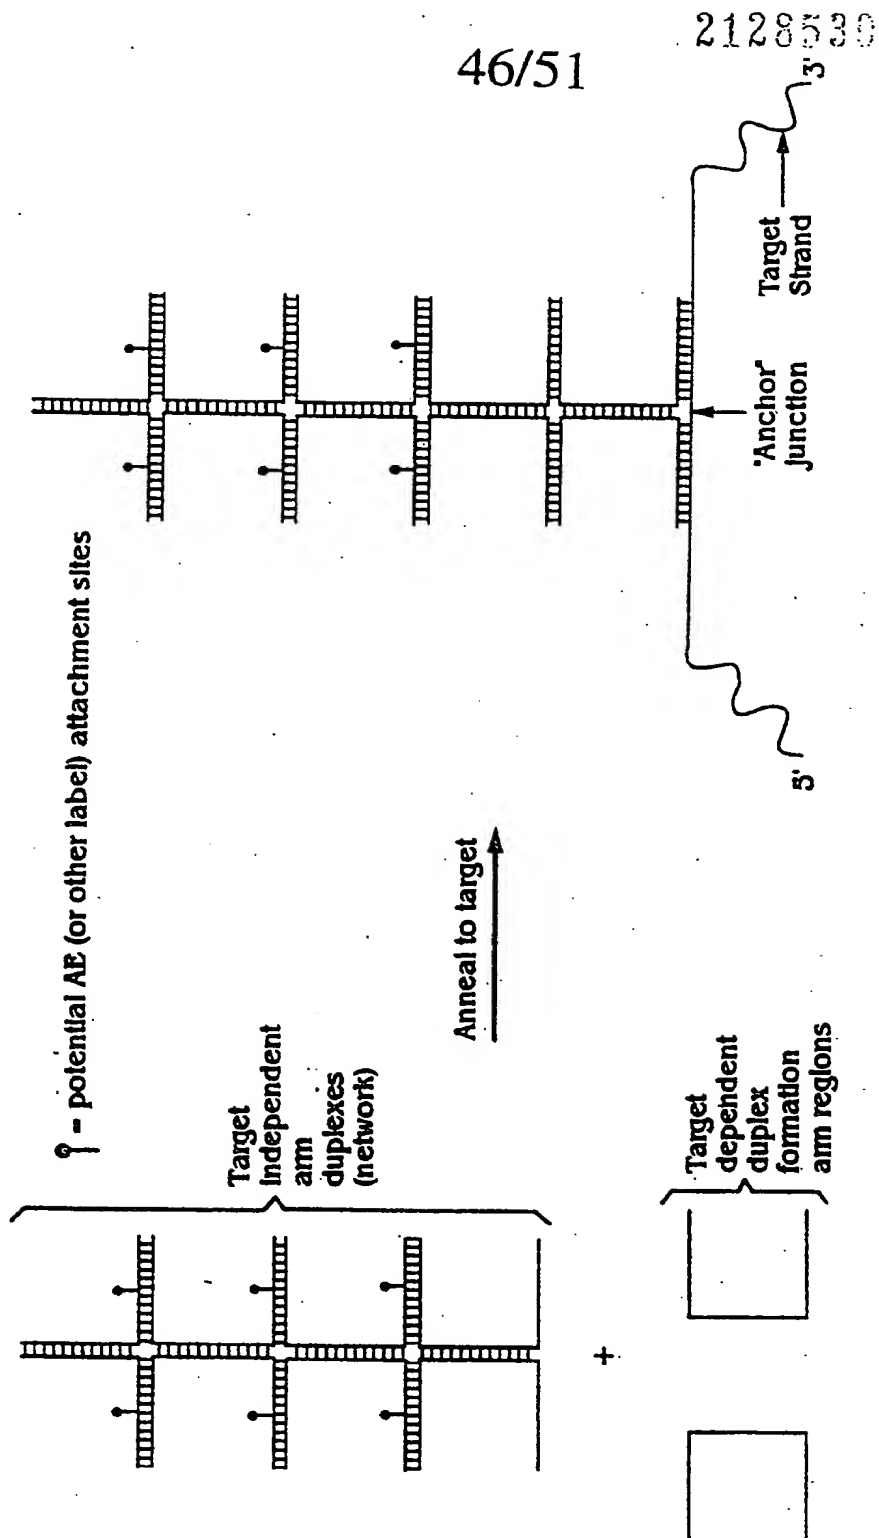 46/51
2128530
= potential AE (or other label) attachment sites
Target
independent
arm
duplexes
(network)
Anneal to target
Target
dependent
duplex
formation
arm regions
5'
"Anchor"
junction
Target
Strand
3'